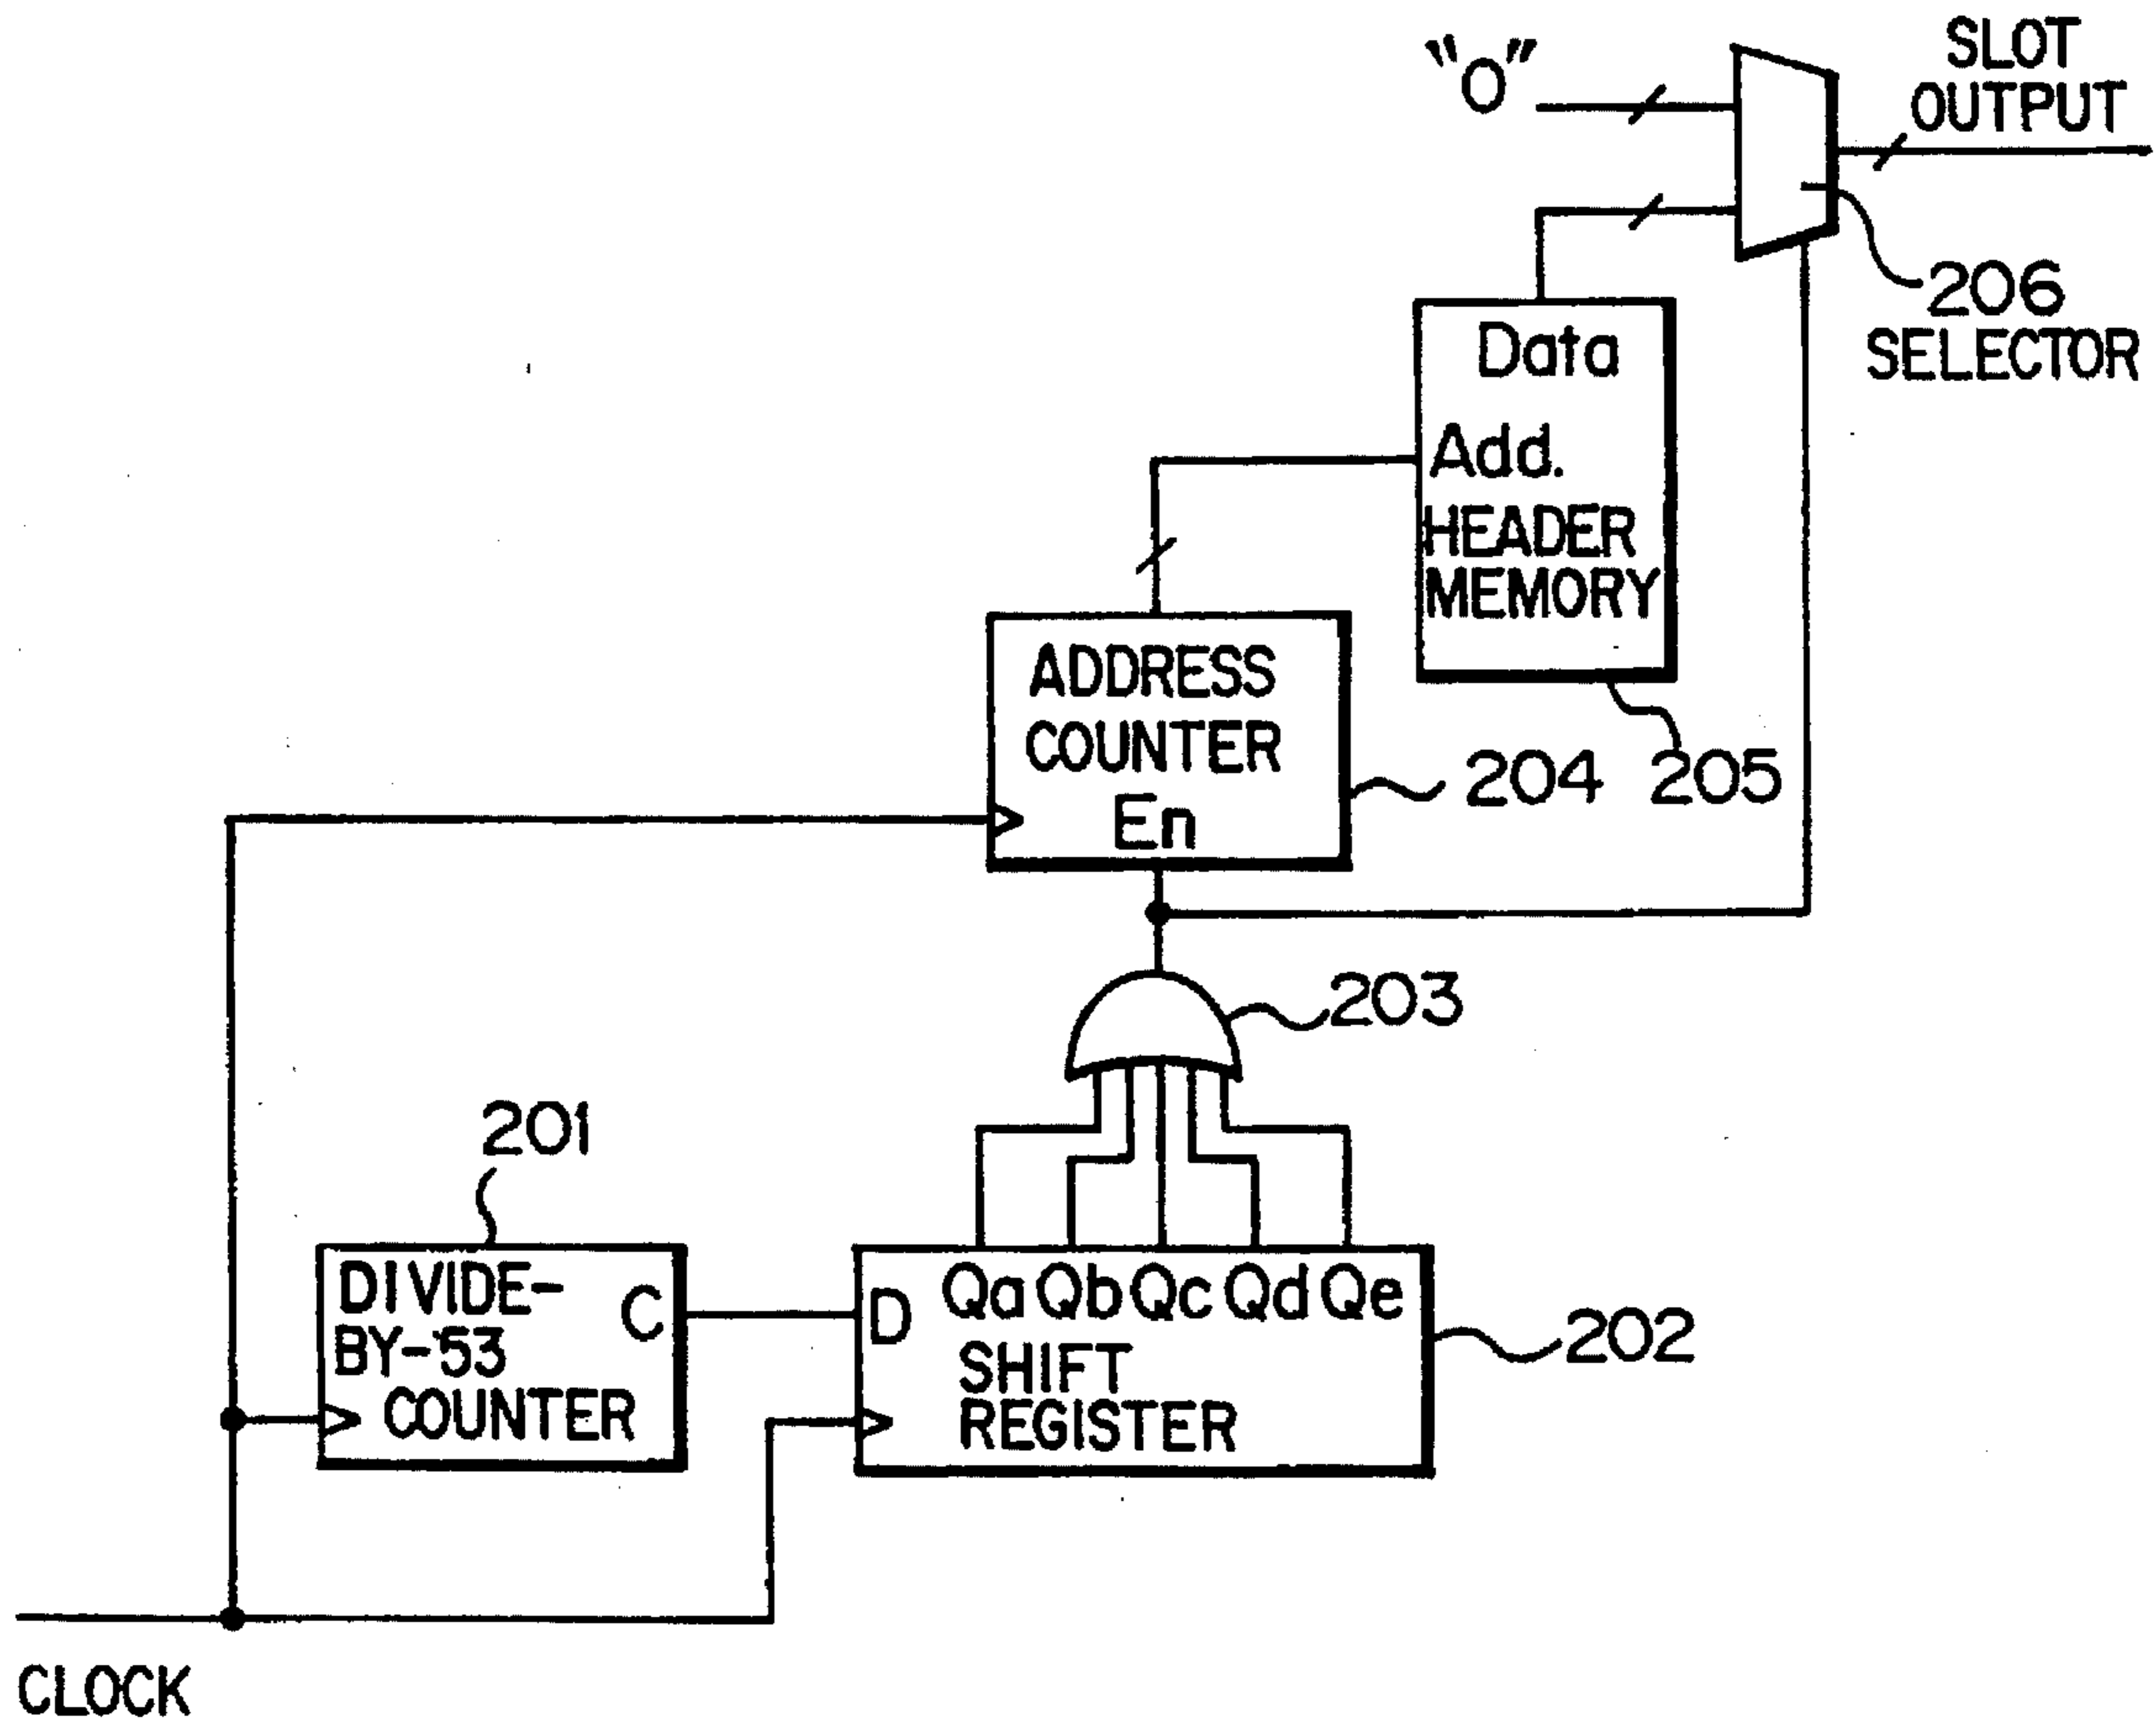 "0"
SLOT
OUTPUT
206
SELECTOR
Data
Add.
HEADER
MEMORY
205
ADDRESS
COUNTER
En
204
203
201
DIVIDE-
BY-53
COUNTER
C
D
Qa Qb Qc Qd Qe
SHIFT
REGISTER
202
CLOCK